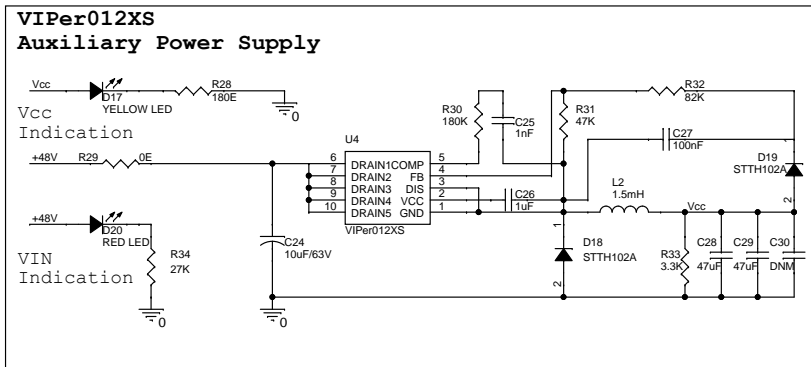 VIPer012XS
Auxiliary Power Supply
Vcc
D17
YELLOW LED
R28
180E
0
Vcc
Indication
+48V
R29
0E
+48V
D20
RED LED
VIN
Indication
R34
27K
0
C24
10uF/63V
0
U4
6
7
8
9
10
DRAIN1
DRAIN2
DRAIN3
DRAIN4
DRAIN5
COMP
FB
DIS
VCC
GND
5
4
3
2
1
VIPer012XS
R30
180K
C25
1nF
R31
47K
C26
1uF
R32
82K
C27
100nF
D19
STTH102A
2
L2
1.5mH
Vcc
1
D18
STTH102A
2
R33
3.3K
C28
47uF
C29
47uF
C30
DNM